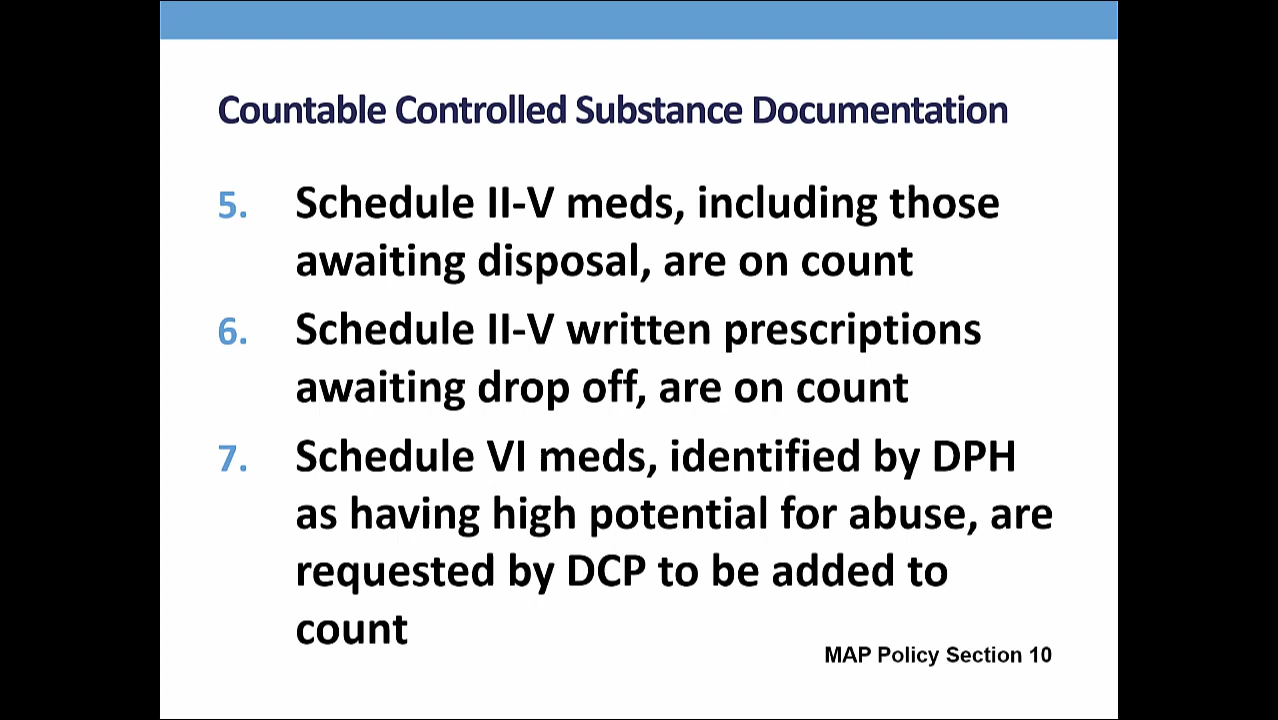 Countable Controlled Substance Documentation
5. Schedule II-V meds, including those
awaiting disposal, are on count
6. Schedule II-V written prescriptions
awaiting drop off, are on count
7. Schedule VI meds, identified by DPH
as having high potential for abuse, are
requested by DCP to be added to
count
MAP Policy Section 10